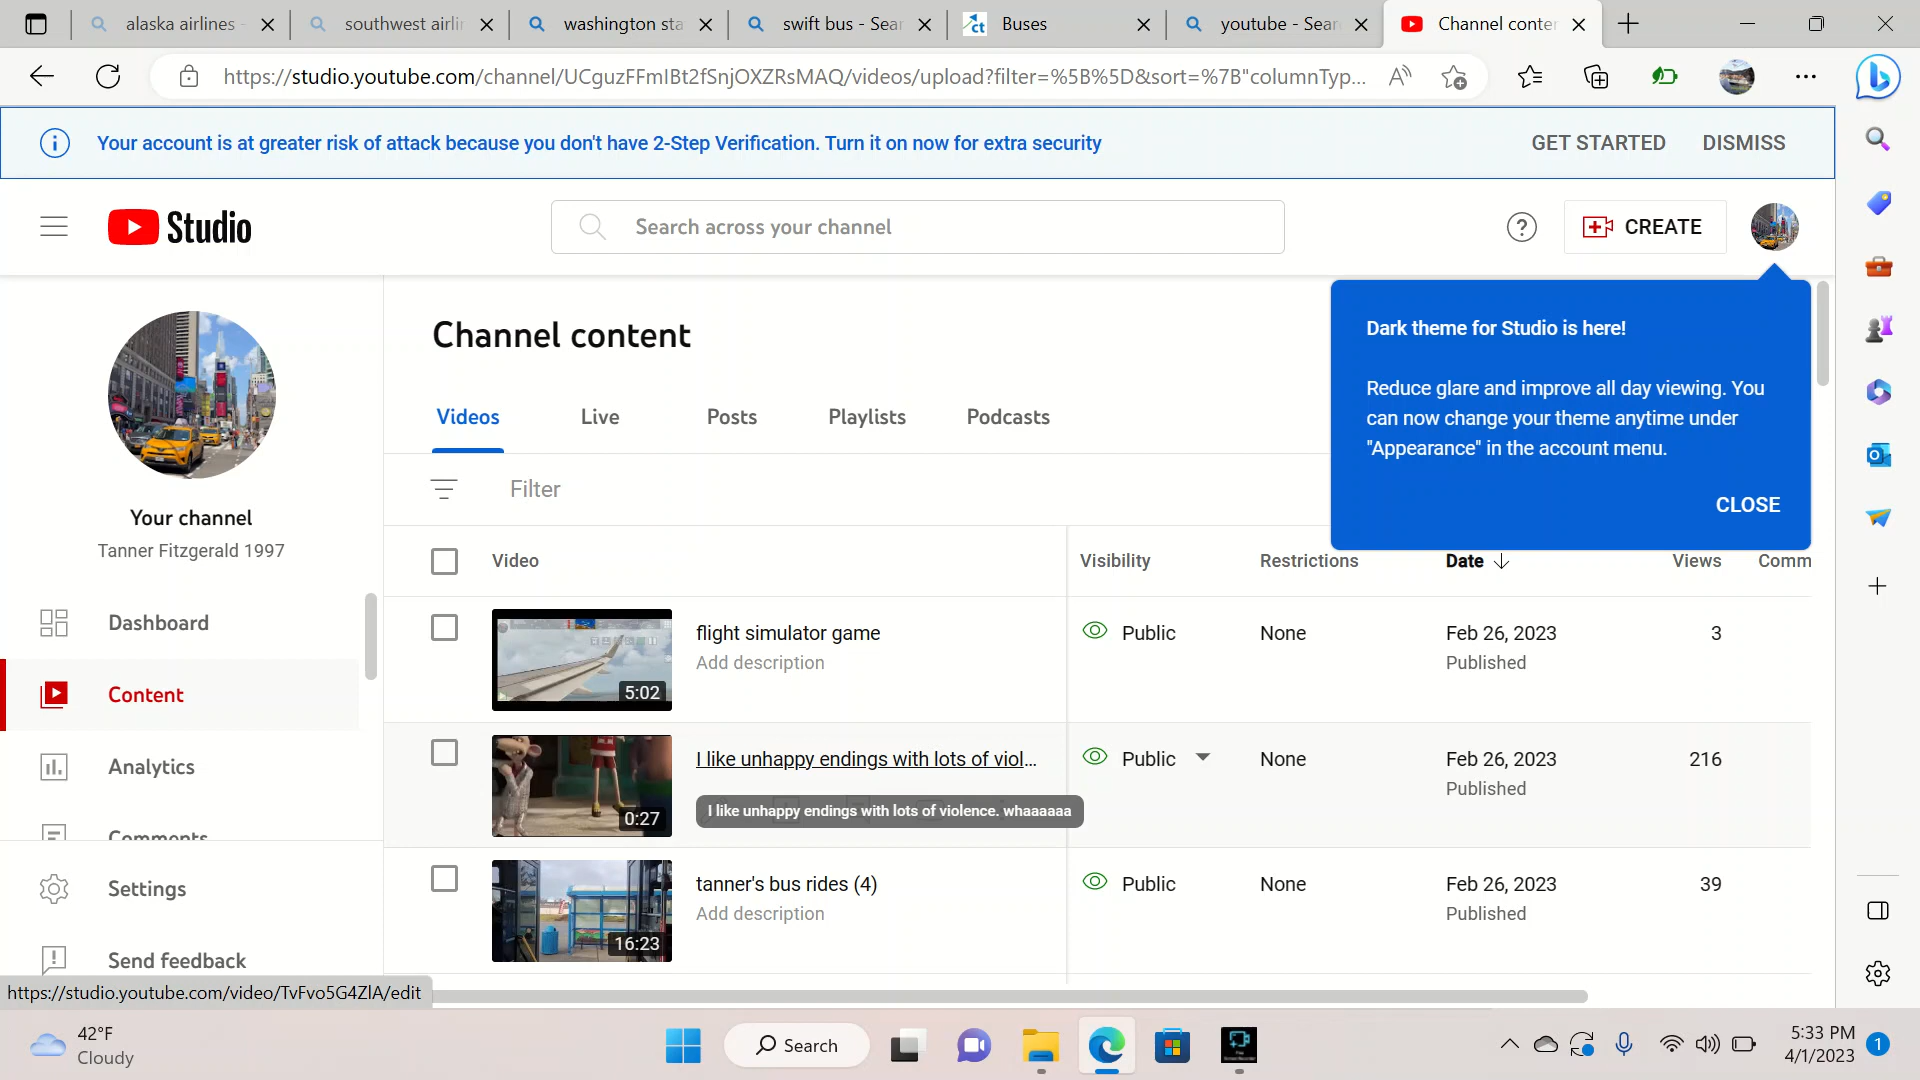 alaska airlines -
southwest airli
washington sta
swift bus - Sear
ct Buses
youtube - Sear
Channel conten
https://studio.youtube.com/channel/UCguzFFmIBt2fSnjOXZRsMAQ/videos/upload?filter=%5B%5D&sort=%7B"columnTyp...
Your account is at greater risk of attack because you don't have 2-Step Verification. Turn it on now for extra security
GET STARTED
DISMISS
Studio
Search across your channel
CREATE
Dark theme for Studio is here!
Reduce glare and improve all day viewing. You
can now change your theme anytime under
"Appearance" in the account menu.
CLOSE
Your channel
Tanner Fitzgerald 1997
Dashboard
Content
Analytics
Comments
Settings
Send feedback
Channel content
Videos
Live
Posts
Playlists
Podcasts
Filter
Video
Visibility
Restrictions
Date
Views
Comm
5:02
flight simulator game
Add description
Public
None
Feb 26, 2023
Published
3
0:27
I like unhappy endings with lots of viol...
I like unhappy endings with lots of violence. whaaaaaa
Public
None
Feb 26, 2023
Published
216
16:23
tanner's bus rides (4)
Add description
Public
None
Feb 26, 2023
Published
39
https://studio.youtube.com/video/TvFvo5G4ZlA/edit
42°F
Cloudy
Search
5:33 PM
4/1/2023
1